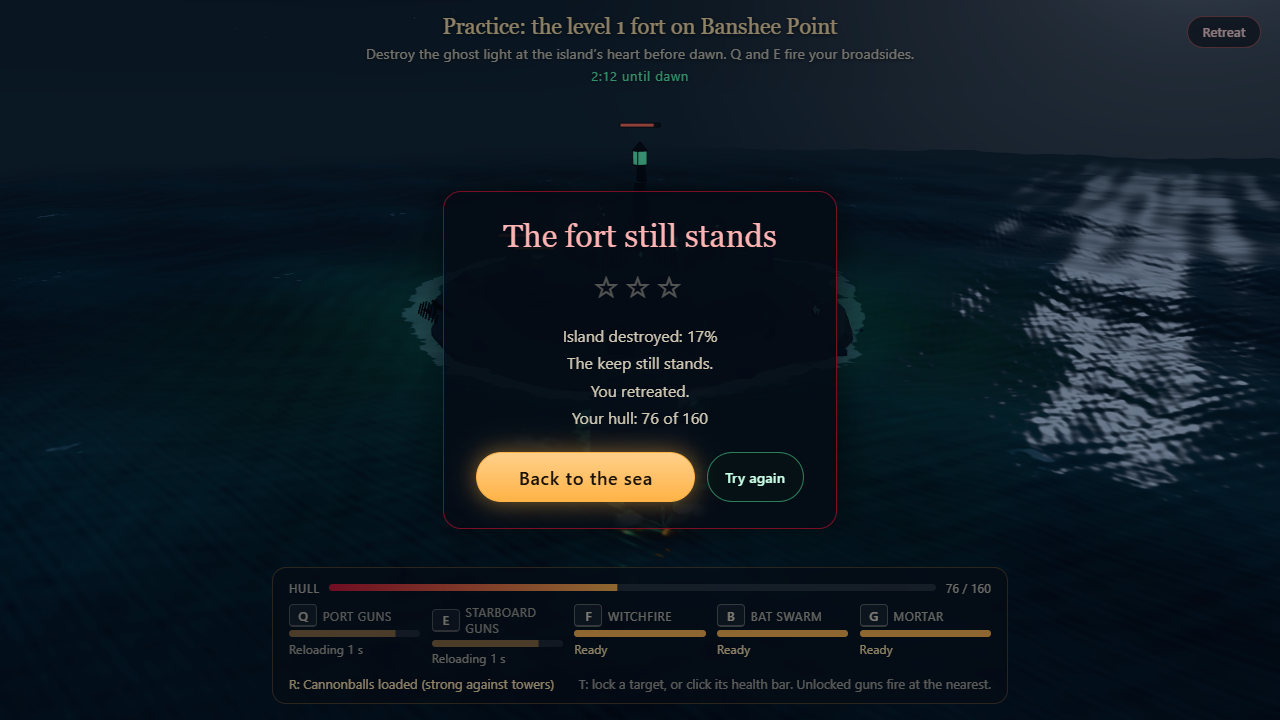 Practice: the level 1 fort on Banshee Point
Retreat
Destroy the ghost light at the island's heart before dawn. Q and E fire your broadsides.
2:12 until dawn
The fort still stands
Island destroyed: 17%
The keep still stands.
You retreated.
Your hull: 76 of 160
Back to the sea
Try again
HULL
76 / 160
Q PORT GUNS
Reloading 1 s
E STARBOARD GUNS
Reloading 1 s
F WITCHFIRE
Ready
B BAT SWARM
Ready
G MORTAR
Ready
R: Cannonballs loaded (strong against towers)
T: lock a target, or click its health bar. Unlocked guns fire at the nearest.